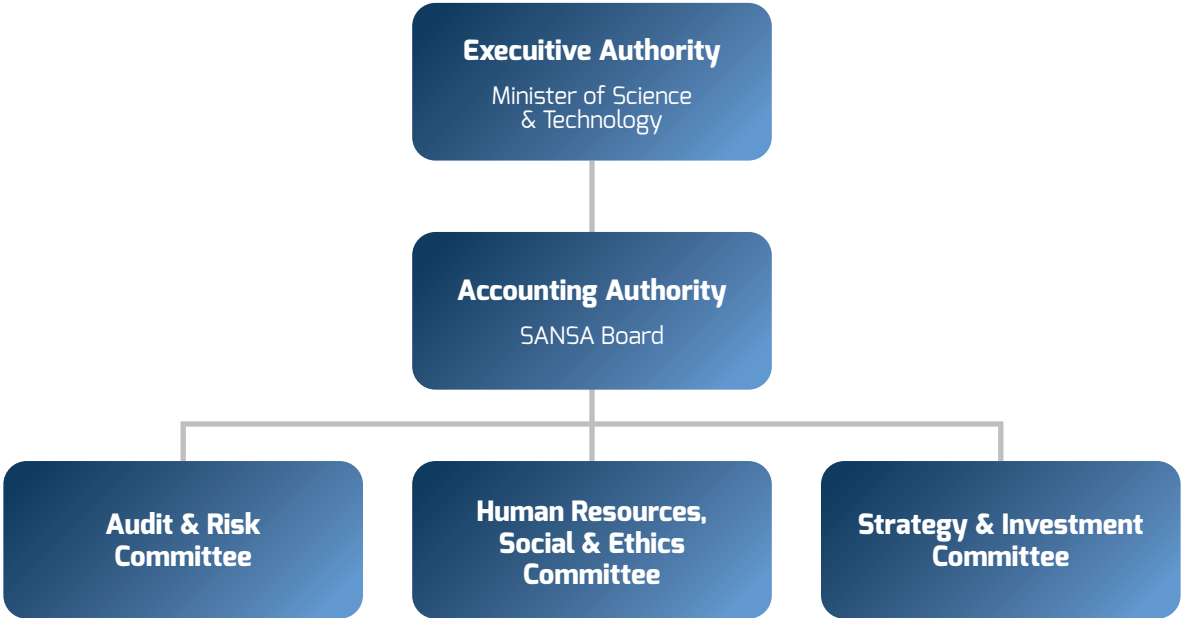 Execuitive Authority
Minister of Science
& Technology
Accounting Authority
SANSA Board
Audit & Risk
Committee
Human Resources,
Social & Ethics
Committee
Strategy & Investment
Committee